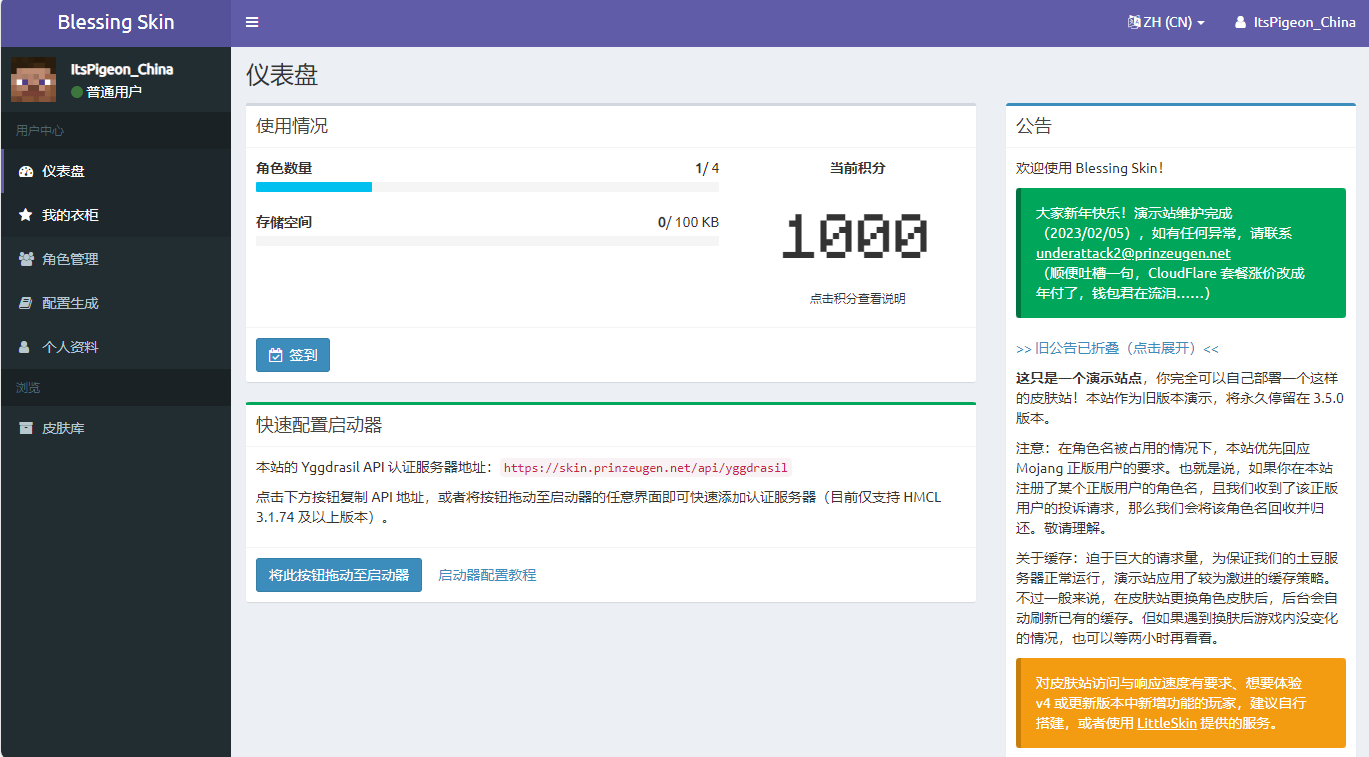 Blessing Skin
ZH (CN)
ItsPigeon_China
ItsPigeon_China
普通用户
用户中心
仪表盘
我的衣柜
角色管理
配置生成
个人资料
浏览
皮肤库
仪表盘
使用情况
角色数量
1/ 4
存储空间
0/ 100 KB
当前积分
1000
点击积分查看说明
签到
快速配置启动器
本站的 Yggdrasil API 认证服务器地址：https://skin.prinzeugen.net/api/yggdrasil
点击下方按钮复制 API 地址，或者将按钮拖动至启动器的任意界面即可快速添加认证服务器（目前仅支持 HMCL
3.1.74 及以上版本）。
将此按钮拖动至启动器
启动器配置教程
公告
欢迎使用 Blessing Skin！
大家新年快乐！演示站维护完成
（2023/02/05），如有任何异常，请联系
underattack2@prinzeugen.net
（顺便吐槽一句，CloudFlare 套餐涨价改成
年付了，钱包君在流泪……）
>> 旧公告已折叠（点击展开）<<
这只是一个演示站点，你完全可以自己部署一个这样
的皮肤站！本站作为旧版本演示，将永久停留在 3.5.0
版本。
注意：在角色名被占用的情况下，本站优先回应
Mojang 正版用户的要求。也就是说，如果你在本站
注册了某个正版用户的角色名，且我们收到了该正版
用户的投诉请求，那么我们会将该角色名回收并归
还。敬请理解。
关于缓存：迫于巨大的请求量，为保证我们的土豆服
务器正常运行，演示站应用了较为激进的缓存策略。
不过一般来说，在皮肤站更换角色皮肤后，后台会自
动刷新已有的缓存。但如果遇到换肤后游戏内没变化
的情况，也可以等两小时再看看。
对皮肤站访问与响应速度有要求、想要体验
v4 或更新版本中新增功能的玩家，建议自行
搭建，或者使用 LittleSkin 提供的服务。